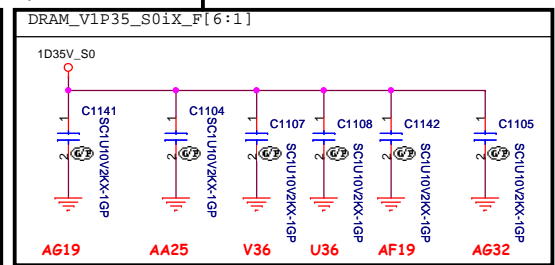 DRAM_V1P35_S0iX_F[6:1]
1D35V_S0
C1141
C1104
C1107
C1108
C1142
C1105
1
1
1
1
1
1
2
2
2
2
2
2
G/P
G/P
G/P
G/P
G/P
G/P
SC1U10V2KX-1GP
SC1U10V2KX-1GP
SC1U10V2KX-1GP
SC1U10V2KX-1GP
SC1U10V2KX-1GP
SC1U10V2KX-1GP
AG19
AA25
V36
U36
AF19
AG32